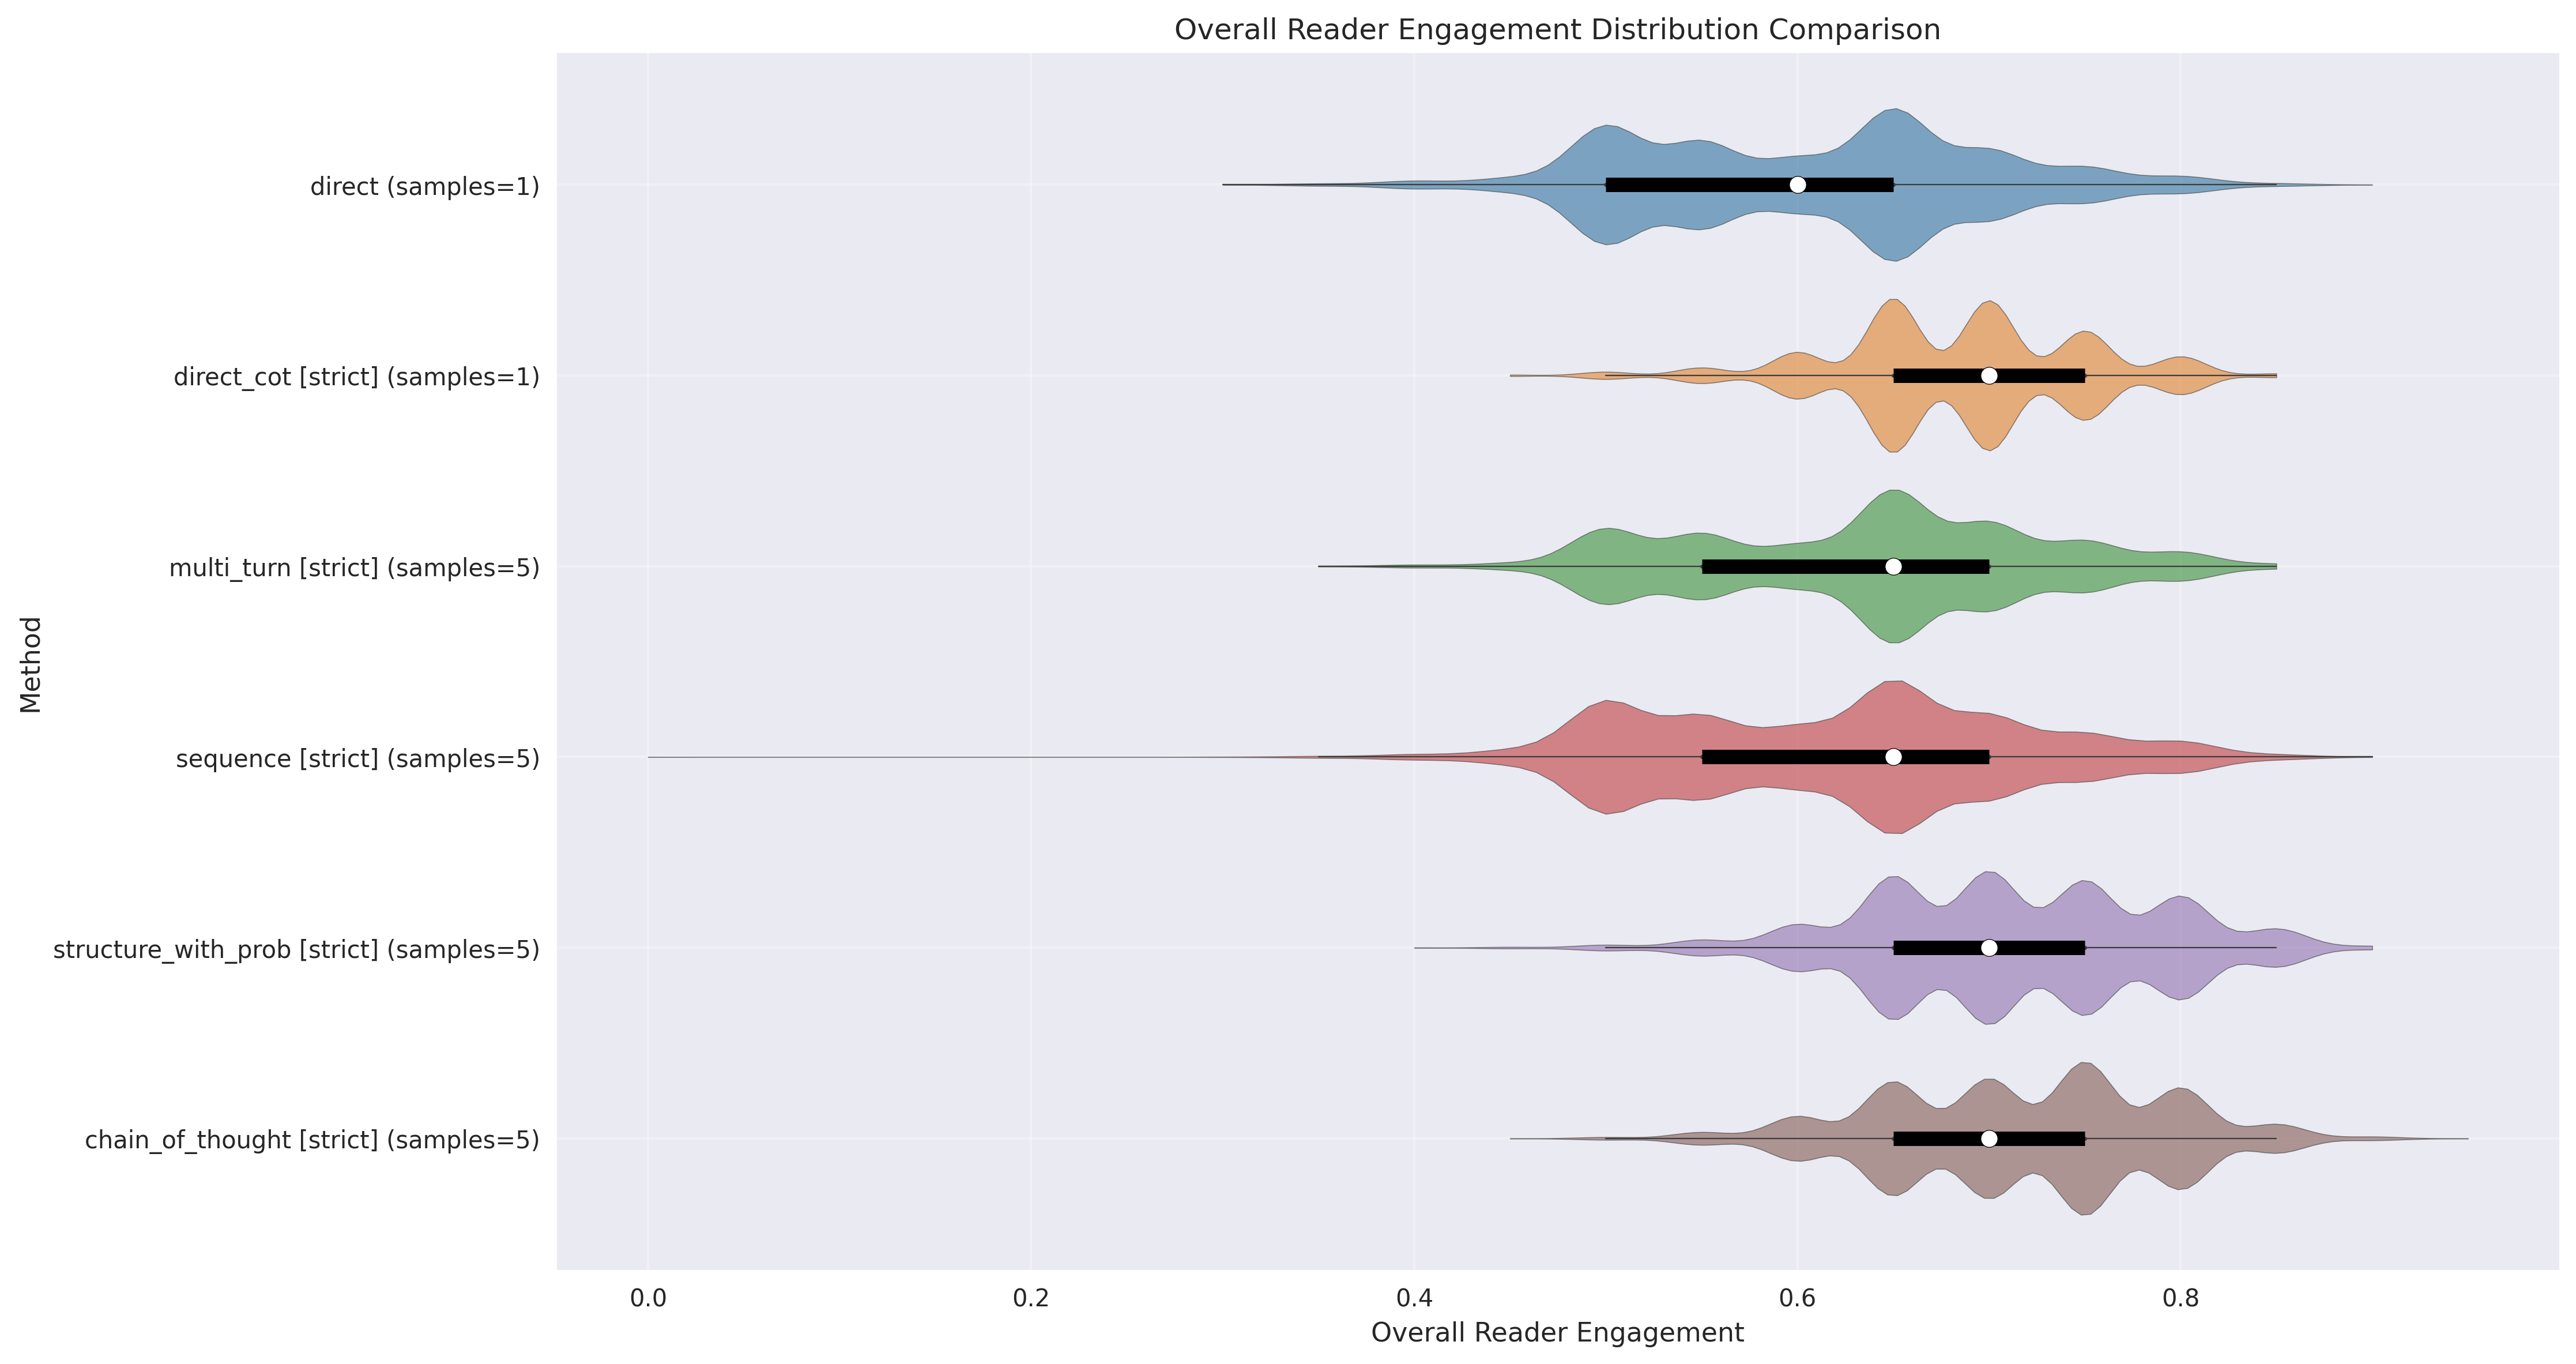 Overall Reader Engagement Distribution Comparison
direct (samples=1)
direct_cot [strict] (samples=1)
multi_turn [strict] (samples=5)
sequence [strict] (samples=5)
structure_with_prob [strict] (samples=5)
chain_of_thought [strict] (samples=5)
Method
0.0 0.2 0.4 0.6 0.8
Overall Reader Engagement